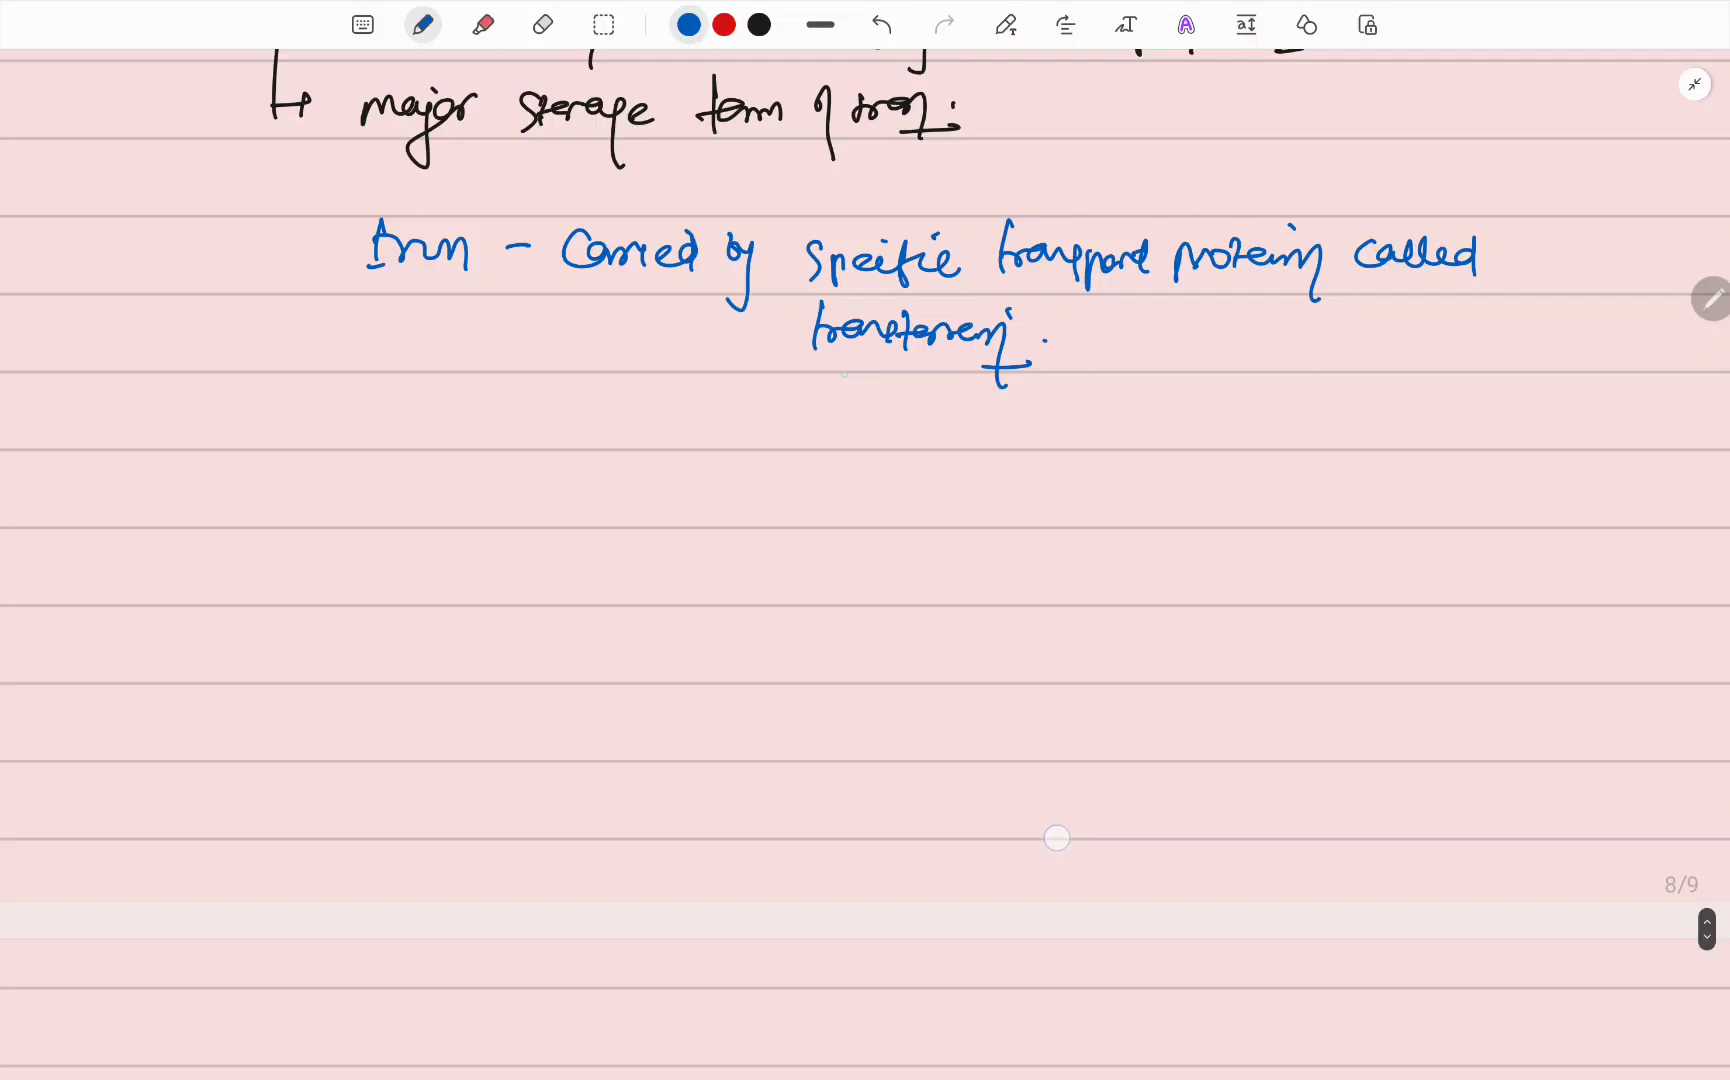 major storage form of iron.
Iron - Carried by specific transport proteins called
transferrin.
8/9